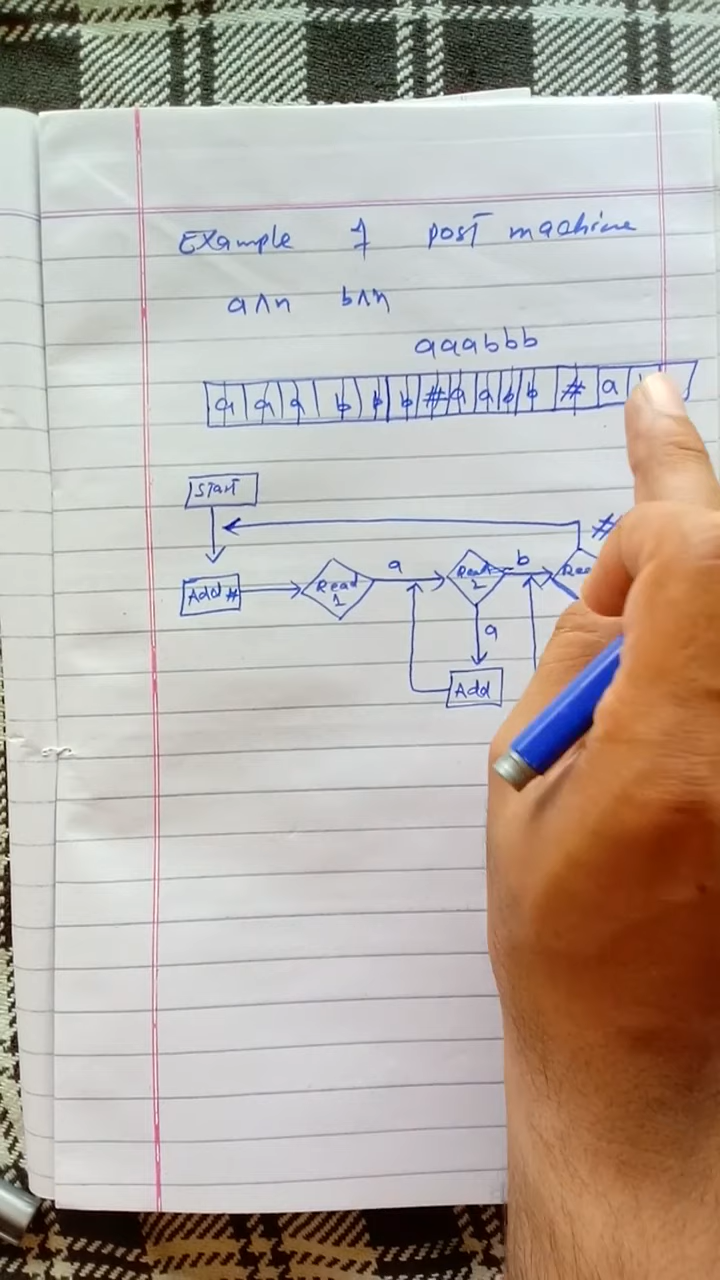 Example of post machine
a^n b^n
aaabbb
a a a b b b # a a b b # a
Start
#
a b
Add # Read 1 Read 2
a
Add